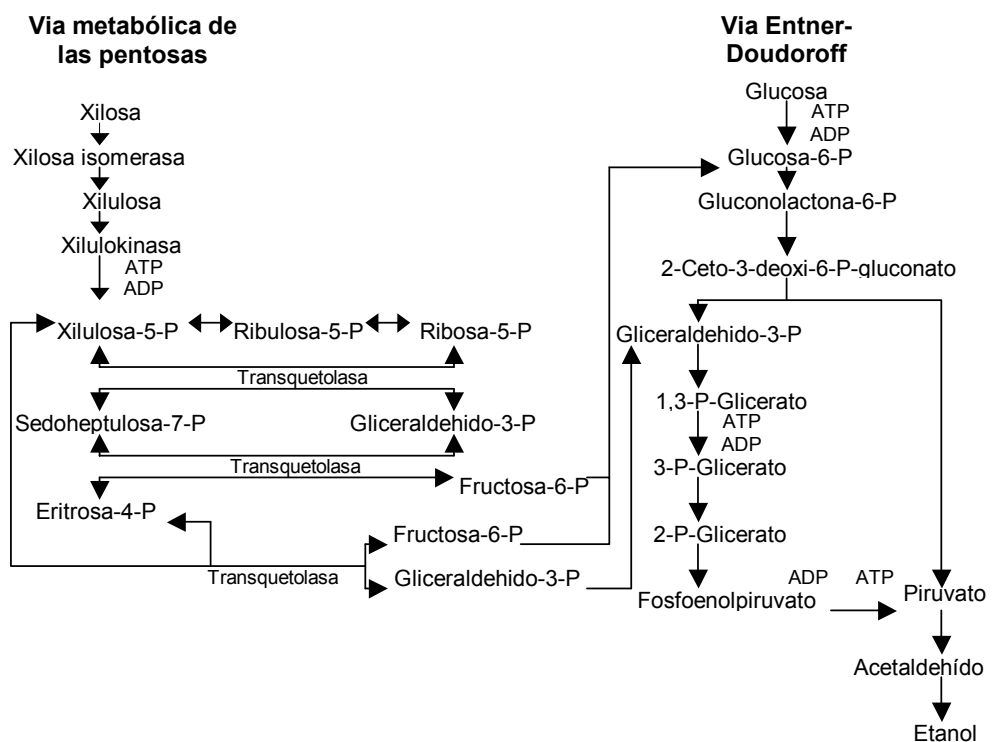 Via metabólica de
las pentosas
Xilosa
Xilosa isomerasa
Xilulosa
Xilulokinasa
ATP
ADP
Xilulosa-5-P
Ribulosa-5-P
Ribosa-5-P
Transquetolasa
Sedoheptulosa-7-P
Gliceraldehido-3-P
Transquetolasa
Fructosa-6-P
Eritrosa-4-P
Fructosa-6-P
Transquetolasa
Gliceraldehido-3-P
Via Entner-
Doudoroff
Glucosa
ATP
ADP
Glucosa-6-P
Gluconolactona-6-P
2-Ceto-3-deoxi-6-P-gluconato
Gliceraldehido-3-P
1,3-P-Glicerato
ATP
ADP
3-P-Glicerato
2-P-Glicerato
Fosfoenolpiruvato
ADP
ATP
Piruvato
Acetaldehído
Etanol